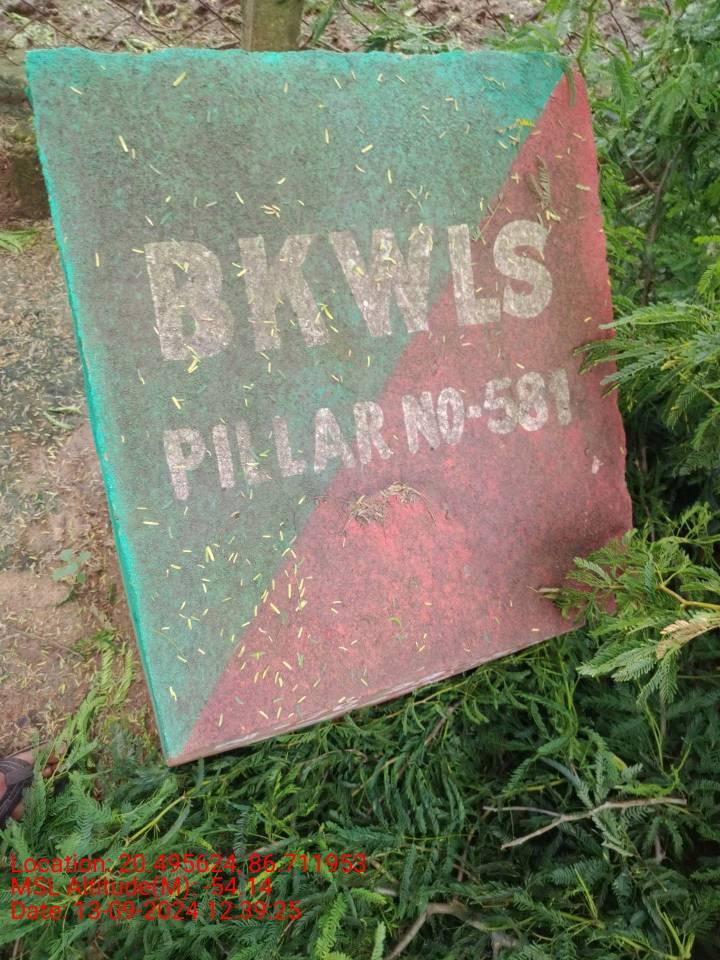 BKWLS
PILLAR NO-581
Location: 20.495624, 86.711953
MSL Altitude(M) -54.14
Date: 13-09-2024 12.39.25